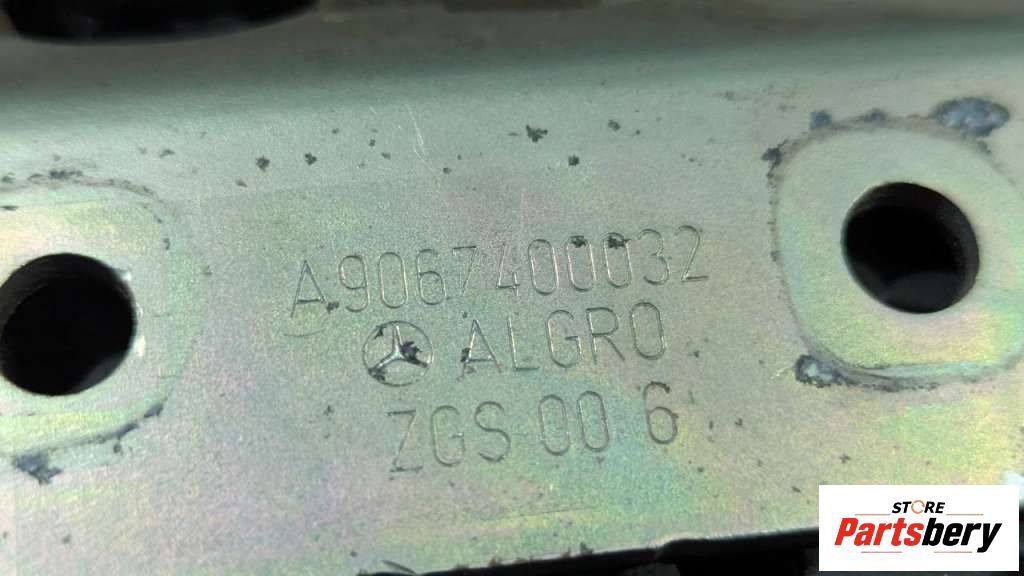 A9067400032
ALGRO
ZGS 00 6
STORE
Partsbery